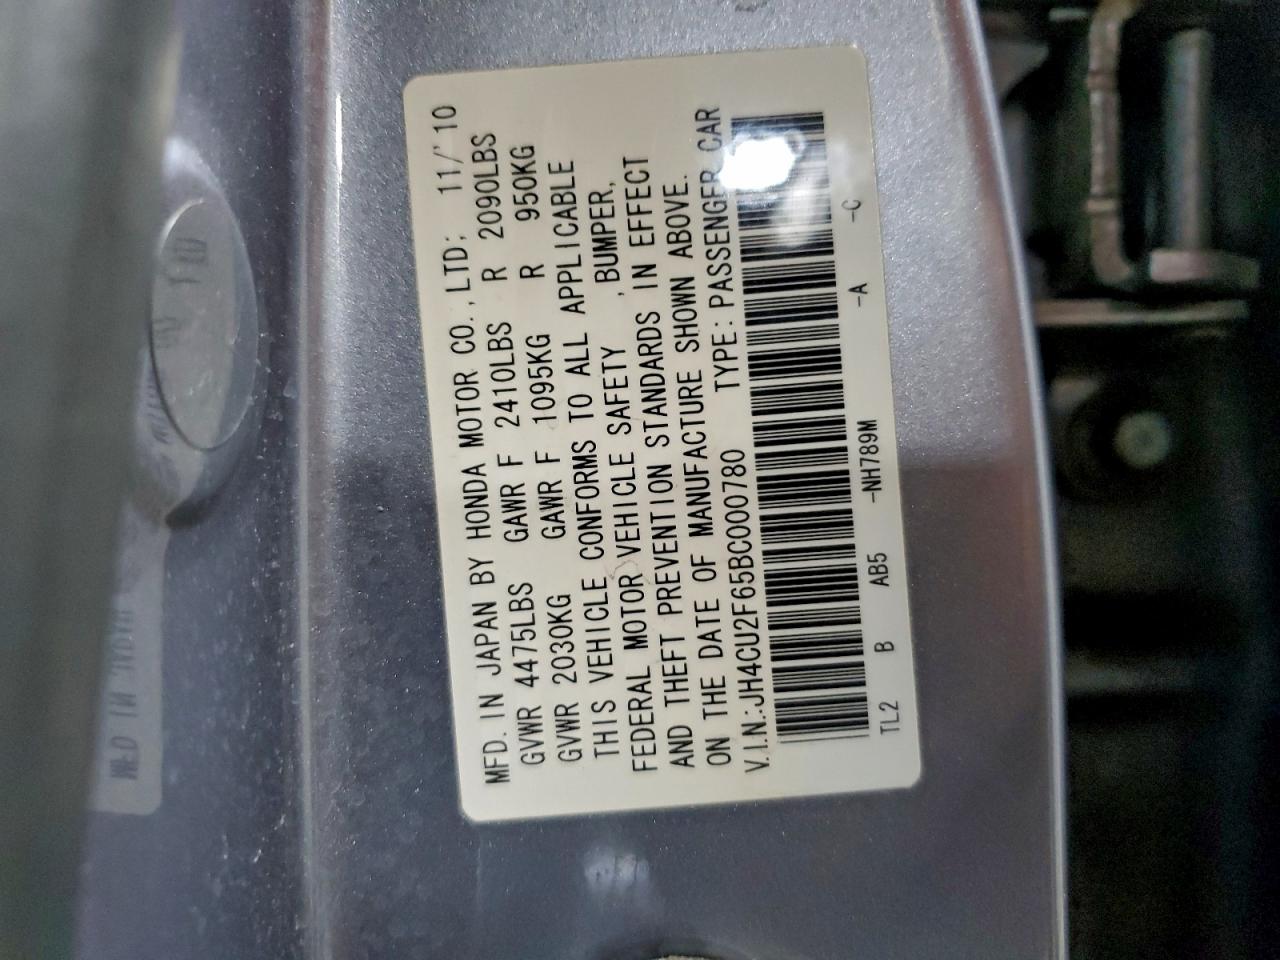 MFD. IN JAPAN BY HONDA MOTOR CO., LTD; 11/'10
GVWR 4475LBS GAWR F 2410LBS R 2090LBS
GVWR 2030KG GAWR F 1095KG R 950KG
THIS VEHICLE CONFORMS TO ALL APPLICABLE
FEDERAL MOTOR VEHICLE SAFETY , BUMPER,
AND THEFT PREVENTION STANDARDS IN EFFECT
ON THE DATE OF MANUFACTURE SHOWN ABOVE.
V.I.N.:JH4CU2F65BC000780 TYPE: PASSENGER CAR
TL2 B AB5 -NH789M -A -C